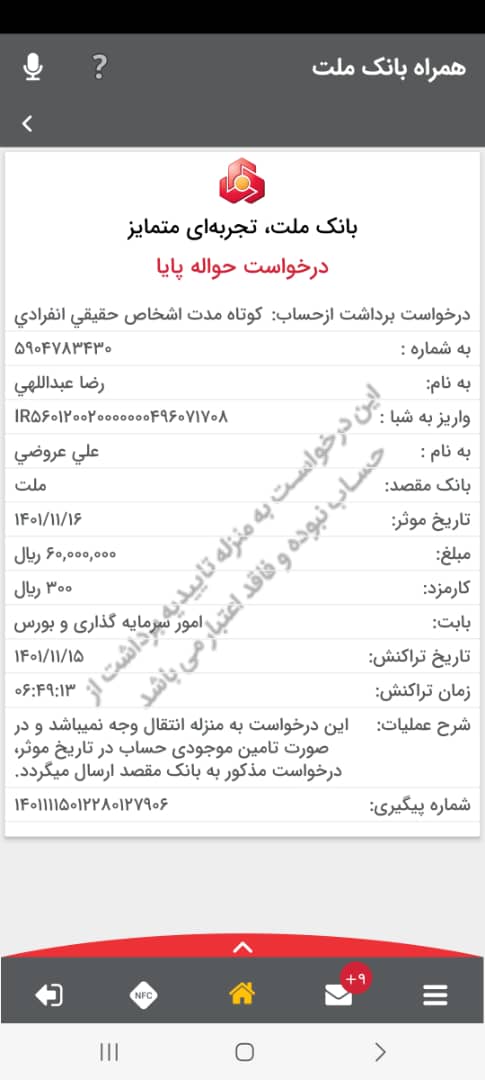 همراه بانک ملت
?
بانک ملت، تجربه‌ای متمایز
درخواست حواله پایا
درخواست برداشت ازحساب: کوتاه مدت اشخاص حقيقي انفرادي
به شماره : ۵۹۰۴۷۸۳۴۳۰
به نام: رضا عبداللهي
واریز به شبا : IR۵۶۰۱۲۰۰۲۰۰۰۰۰۰۰۴۹۶۰۷۱۷۰۸
به نام : علي عروضي
بانک مقصد: ملت
تاریخ موثر: ۱۴۰۱/۱۱/۱۶
مبلغ: ۶۰,۰۰۰,۰۰۰ ریال
کارمزد: ۳۰۰ ریال
بابت: امور سرمایه گذاری و بورس
تاریخ تراکنش: ۱۴۰۱/۱۱/۱۵
زمان تراکنش: ۰۶:۴۹:۱۳
شرح عملیات: این درخواست به منزله انتقال وجه نمیباشد و در
صورت تامین موجودی حساب در تاریخ موثر،
درخواست مذکور به بانک مقصد ارسال میگردد.
شماره پیگیری: ۱۴۰۱۱۱۱۵۰۱۲۲۸۰۱۲۷۹۰۶
این درخواست به منزله تاییدیه برداشت از
حساب نبوده و فاقد اعتبار می باشد
NFC
+۹